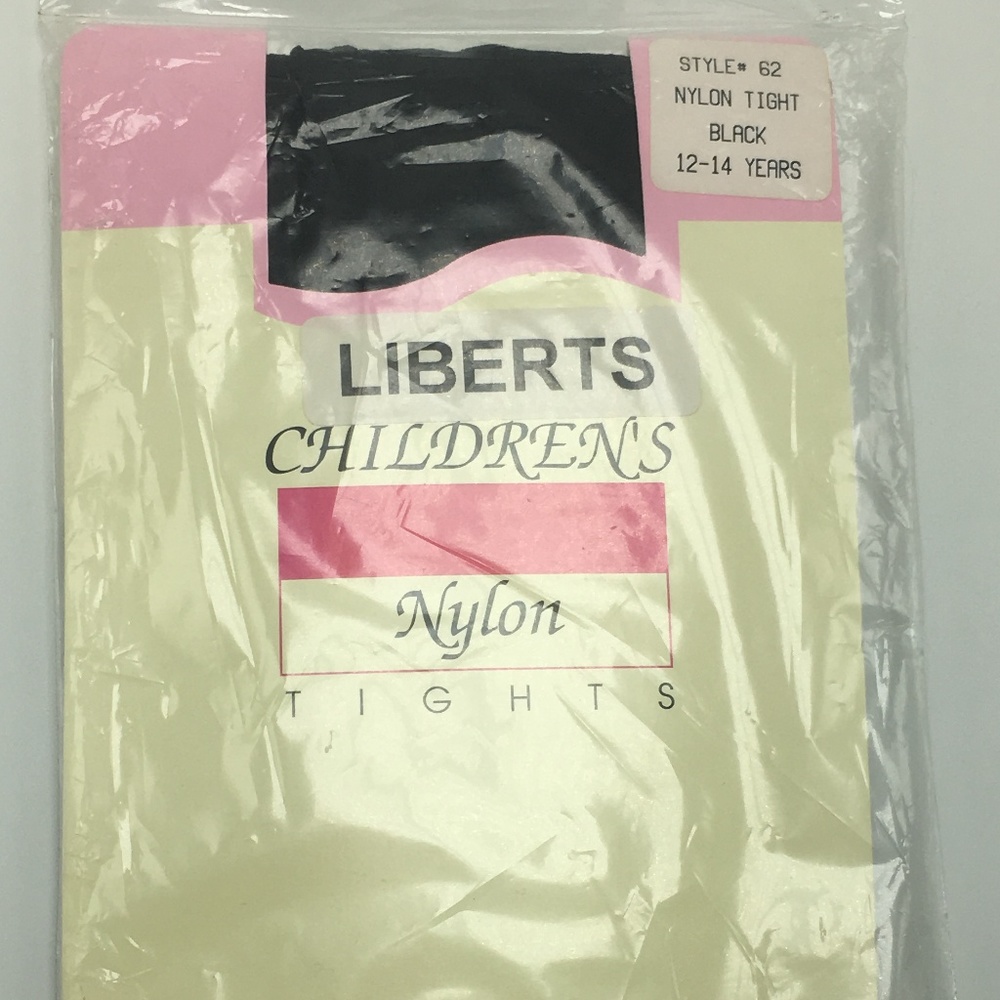 STYLE# 62
NYLON TIGHT
BLACK
12-14 YEARS
LIBERTS
CHILDREN'S
Nylon
TIGHTS